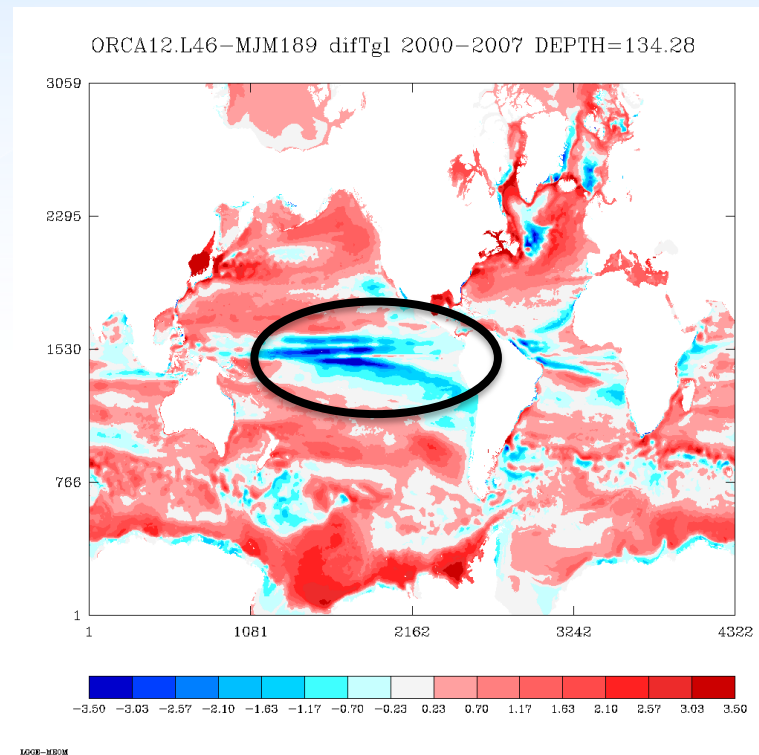 ORCA12.L46-MJM189 difTgl 2000-2007 DEPTH=134.28
3059
2295
1530
766
1
1 1081 2162 3242 4322
-3.50 -3.03 -2.57 -2.10 -1.63 -1.17 -0.70 -0.23 0.23 0.70 1.17 1.63 2.10 2.57 3.03 3.50
LGGE-MEOM